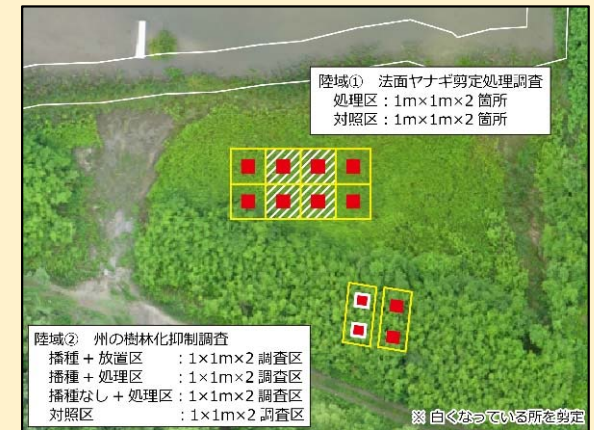 陸域① 法面ヤナギ剪定処理調査
処理区：1m×1m×2 箇所
対照区：1m×1m×2 箇所
陸域② 州の樹林化抑制調査
播種 + 放置区 ：1×1m×2 調査区
播種 + 処理区 ：1×1m×2 調査区
播種なし + 処理区：1×1m×2 調査区
対照区 ：1×1m×2 調査区
※ 白くなっている所を剪定